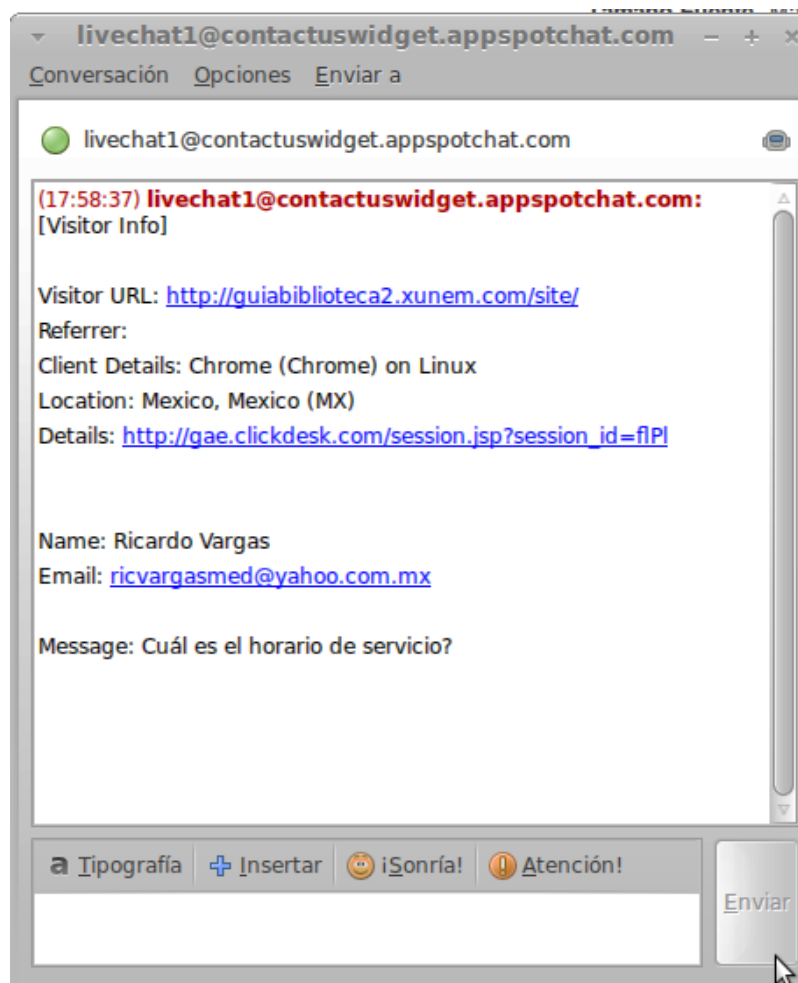 livechat1@contactuswidget.appspotchat.com
Conversación Opciones Enviar a
livechat1@contactuswidget.appspotchat.com
(17:58:37) livechat1@contactuswidget.appspotchat.com:
[Visitor Info]
Visitor URL: http://guiabiblioteca2.xunem.com/site/
Referrer:
Client Details: Chrome (Chrome) on Linux
Location: Mexico, Mexico (MX)
Details: http://gae.clickdesk.com/session.jsp?session_id=flPl
Name: Ricardo Vargas
Email: ricvargasmed@yahoo.com.mx
Message: Cuál es el horario de servicio?
a Tipografía Insertar ¡Sonría! Atención!
Enviar